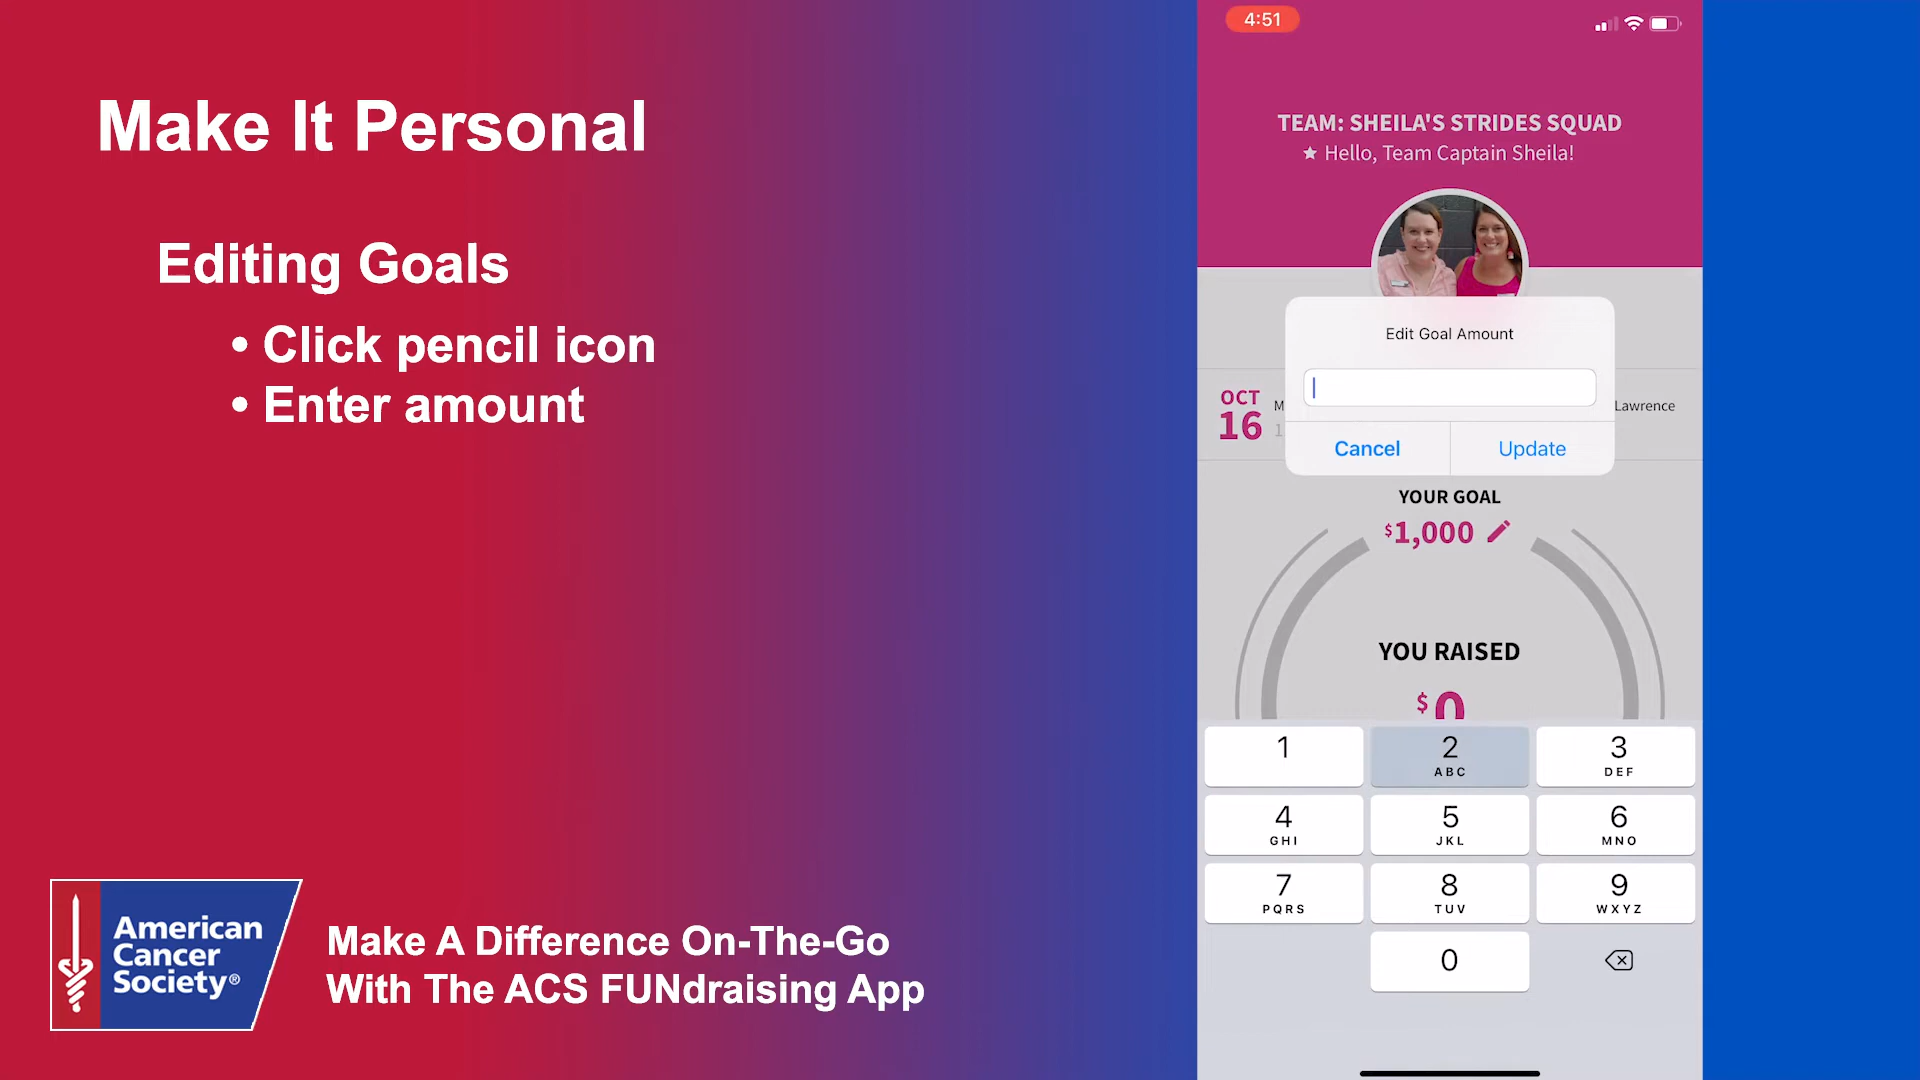 Make It Personal
Editing Goals
• Click pencil icon
• Enter amount
American
Cancer
Society®
Make A Difference On-The-Go
With The ACS FUNdraising App
4:51
TEAM: SHEILA'S STRIDES SQUAD
★ Hello, Team Captain Sheila!
Edit Goal Amount
OCT
16
M
1
Lawrence
Cancel
Update
YOUR GOAL
$1,000
YOU RAISED
$0
1
2
ABC
3
DEF
4
GHI
5
JKL
6
MNO
7
PQRS
8
TUV
9
WXYZ
0